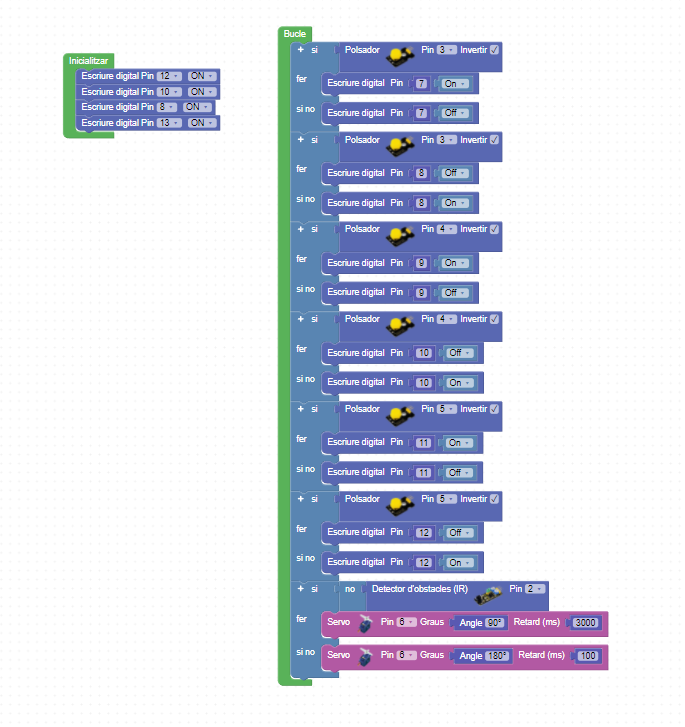 Inicialitzar
Escriure digital Pin 12 ON
Escriure digital Pin 10 ON
Escriure digital Pin 8 ON
Escriure digital Pin 13 ON
Bucle
+ si Polsador Pin 3 Invertir ✓
fer Escriure digital Pin 7 On
si no Escriure digital Pin 7 Off
+ si Polsador Pin 3 Invertir ✓
fer Escriure digital Pin 8 Off
si no Escriure digital Pin 8 On
+ si Polsador Pin 4 Invertir ✓
fer Escriure digital Pin 9 On
si no Escriure digital Pin 9 Off
+ si Polsador Pin 4 Invertir ✓
fer Escriure digital Pin 10 Off
si no Escriure digital Pin 10 On
+ si Polsador Pin 5 Invertir ✓
fer Escriure digital Pin 11 On
si no Escriure digital Pin 11 Off
+ si Polsador Pin 5 Invertir ✓
fer Escriure digital Pin 12 Off
si no Escriure digital Pin 12 On
+ si no Detector d'obstacles (IR) Pin 2
fer Servo Pin 6 Graus Angle 90° Retard (ms) 3000
si no Servo Pin 6 Graus Angle 180° Retard (ms) 100